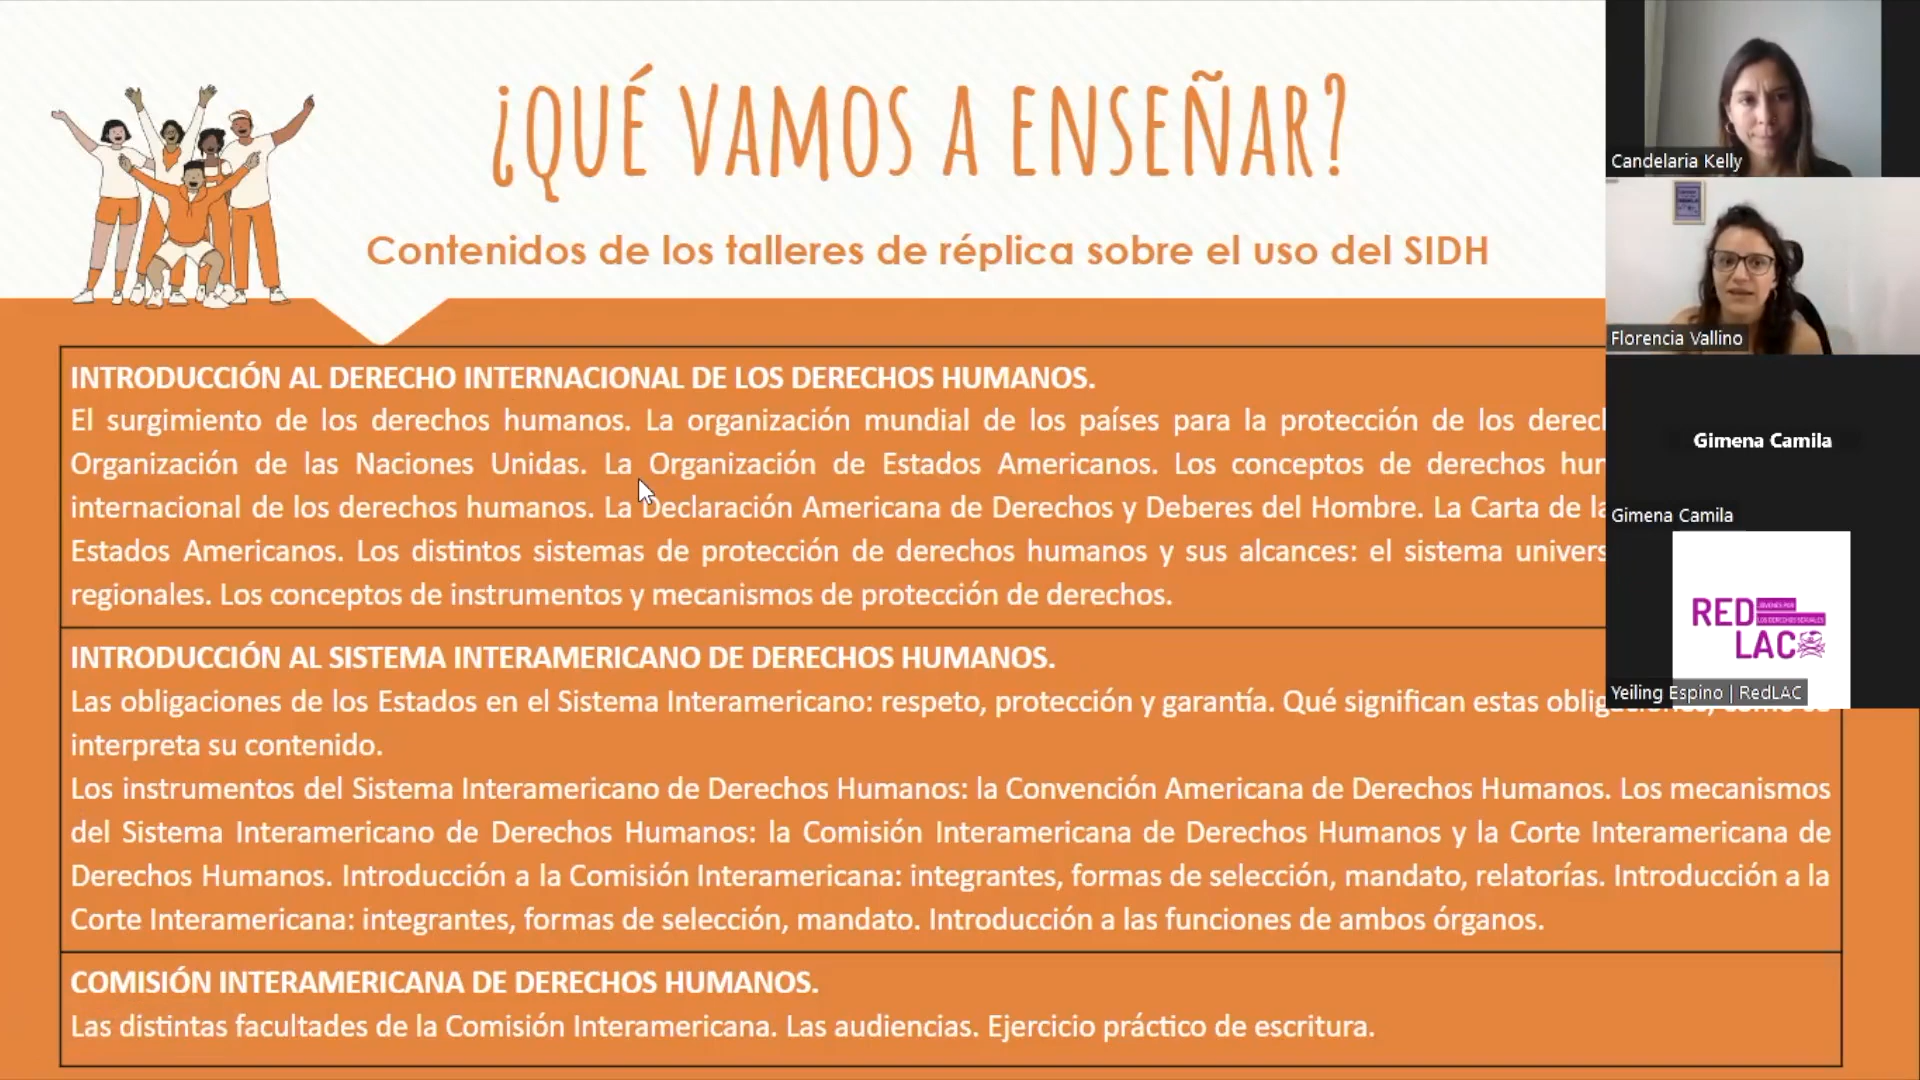 ¿QUÉ VAMOS A ENSEÑAR?
Contenidos de los talleres de réplica sobre el uso del SIDH
INTRODUCCIÓN AL DERECHO INTERNACIONAL DE LOS DERECHOS HUMANOS.
El surgimiento de los derechos humanos. La organización mundial de los países para la protección de los
Organización de las Naciones Unidas. La Organización de Estados Americanos. Los conceptos de derechos
internacional de los derechos humanos. La Declaración Americana de Derechos y Deberes del Hombre. La Carta de
Estados Americanos. Los distintos sistemas de protección de derechos humanos y sus alcances: el sistema
regionales. Los conceptos de instrumentos y mecanismos de protección de derechos.
INTRODUCCIÓN AL SISTEMA INTERAMERICANO DE DERECHOS HUMANOS.
Las obligaciones de los Estados en el Sistema Interamericano: respeto, protección y garantía. Qué significan estas
interpreta su contenido.
Los instrumentos del Sistema Interamericano de Derechos Humanos: la Convención Americana de Derechos Humanos. Los mecanismos
del Sistema Interamericano de Derechos Humanos: la Comisión Interamericana de Derechos Humanos y la Corte Interamericana de
Derechos Humanos. Introducción a la Comisión Interamericana: integrantes, formas de selección, mandato, relatorías. Introducción a la
Corte Interamericana: integrantes, formas de selección, mandato. Introducción a las funciones de ambos órganos.
COMISIÓN INTERAMERICANA DE DERECHOS HUMANOS.
Las distintas facultades de la Comisión Interamericana. Las audiencias. Ejercicio práctico de escritura.
Candelaria Kelly
Florencia Vallino
Gimena Camila
Gimena Camila
RED
JÓVENES POR
LOS DERECHOS SEXUALES
LAC
Yeiling Espino | RedLAC